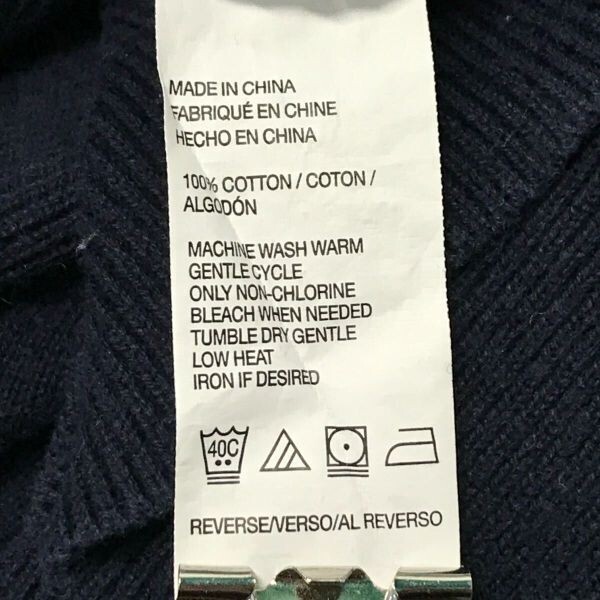 MADE IN CHINA
FABRIQUÉ EN CHINE
HECHO EN CHINA
100% COTTON / COTON /
ALGODÓN
MACHINE WASH WARM
GENTLE CYCLE
ONLY NON-CHLORINE
BLEACH WHEN NEEDED
TUMBLE DRY GENTLE
LOW HEAT
IRON IF DESIRED
40C
REVERSE/VERSO/AL REVERSO